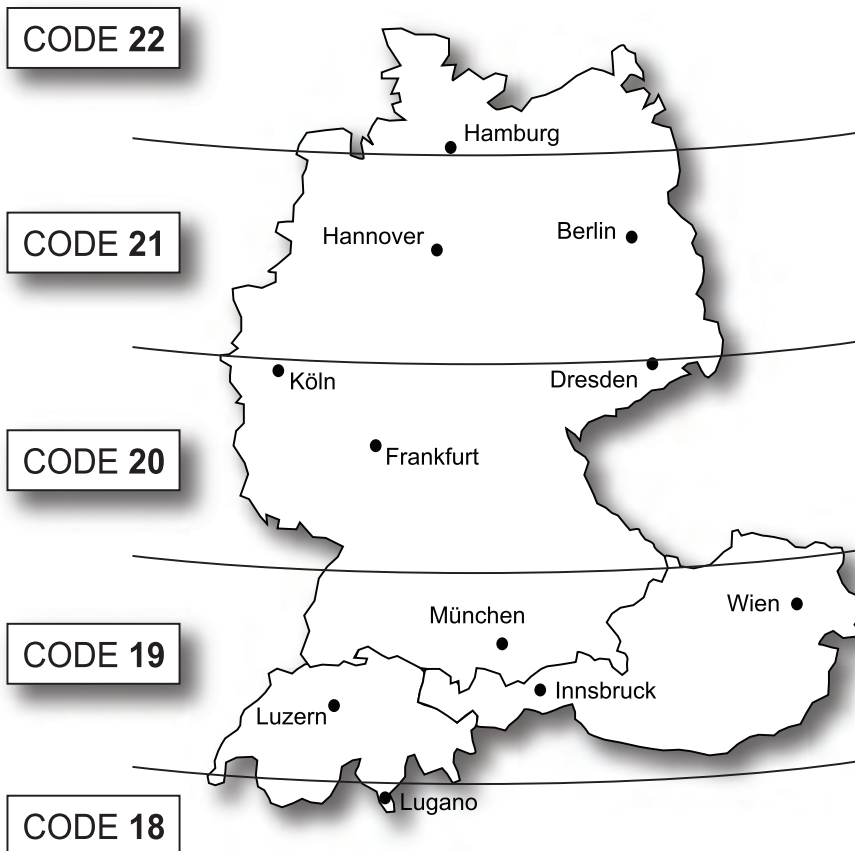 CODE 22
Hamburg
CODE 21
Hannover
Berlin
Köln
Dresden
CODE 20
Frankfurt
Wien
München
CODE 19
Innsbruck
Luzern
Lugano
CODE 18